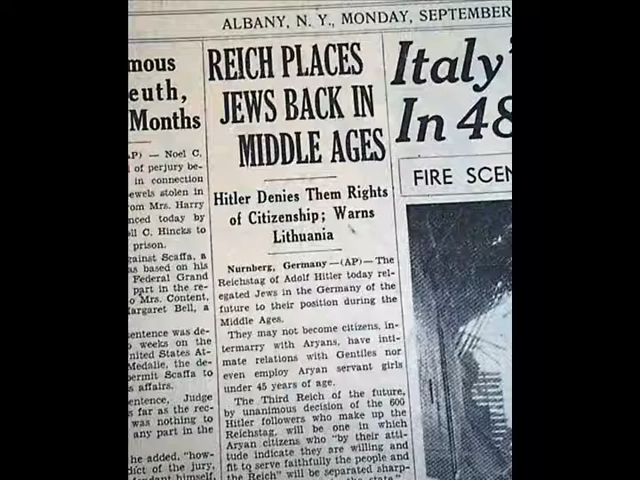 ALBANY, N. Y., MONDAY, SEPTEMBER
mous
euth,
Months
AP) — Noel C.
of perjury be-
in connection
ewels stolen in
om Mrs. Harry
nced today by
ll C. Hincks to
prison.
gainst Scaffa, a
as based on his
Federal Grand
part in the re-
o Mrs. Content,
argaret Bell, a
entence was de-
weeks on the
nited States At-
Medalie, the de-
permit Scaffa to
s affairs.
entence, Judge
s far as the rec-
was nothing to
any part in the
he added, "how-
dict of the jury,
endant himself,
REICH PLACES
JEWS BACK IN
MIDDLE AGES
Hitler Denies Them Rights
of Citizenship; Warns
Lithuania
Nurnberg, Germany —(AP)— The
Reichstag of Adolf Hitler today rel-
egated Jews in the Germany of the
future to their position during the
Middle Ages.
They may not become citizens, in-
termarry with Aryans, have inti-
mate relations with Gentiles nor
even employ Aryan servant girls
under 45 years of age.
The Third Reich of the future,
by unanimous decision of the 600
Hitler followers who make up the
Reichstag, will be one in which
Aryan citizens who "by their atti-
tude indicate they are willing and
fit to serve faithfully the people and
the Reich" will be separated sharp-
the state."
Italy'
In 48
FIRE SCEN